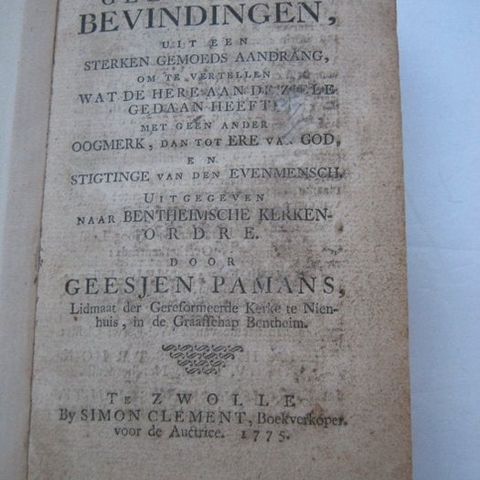 BEVINDINGEN,
UIT EEN
STERKEN GEMOEDS AANDRANG,
OM TE VERTELLEN
WAT DE HERE AAN DE ZIELE
GEDAAN HEEFT;
MET GEEN ANDER
OOGMERK, DAN TOT ERE VAN GOD,
EN
STIGTINGE VAN DEN EVENMENSCH.
UITGEGEVEN
NAAR BENTHEIMSCHE KERKEN-
ORDRE.
DOOR
GEESJEN PAMANS,
Lidmaat der Gereformeerde Kerke te Nien-
huis, in de Graaffchap Bentheim.
TE ZWOLLE
By SIMON CLEMENT, Boekverkoper.
voor de Auctrice. 1775.